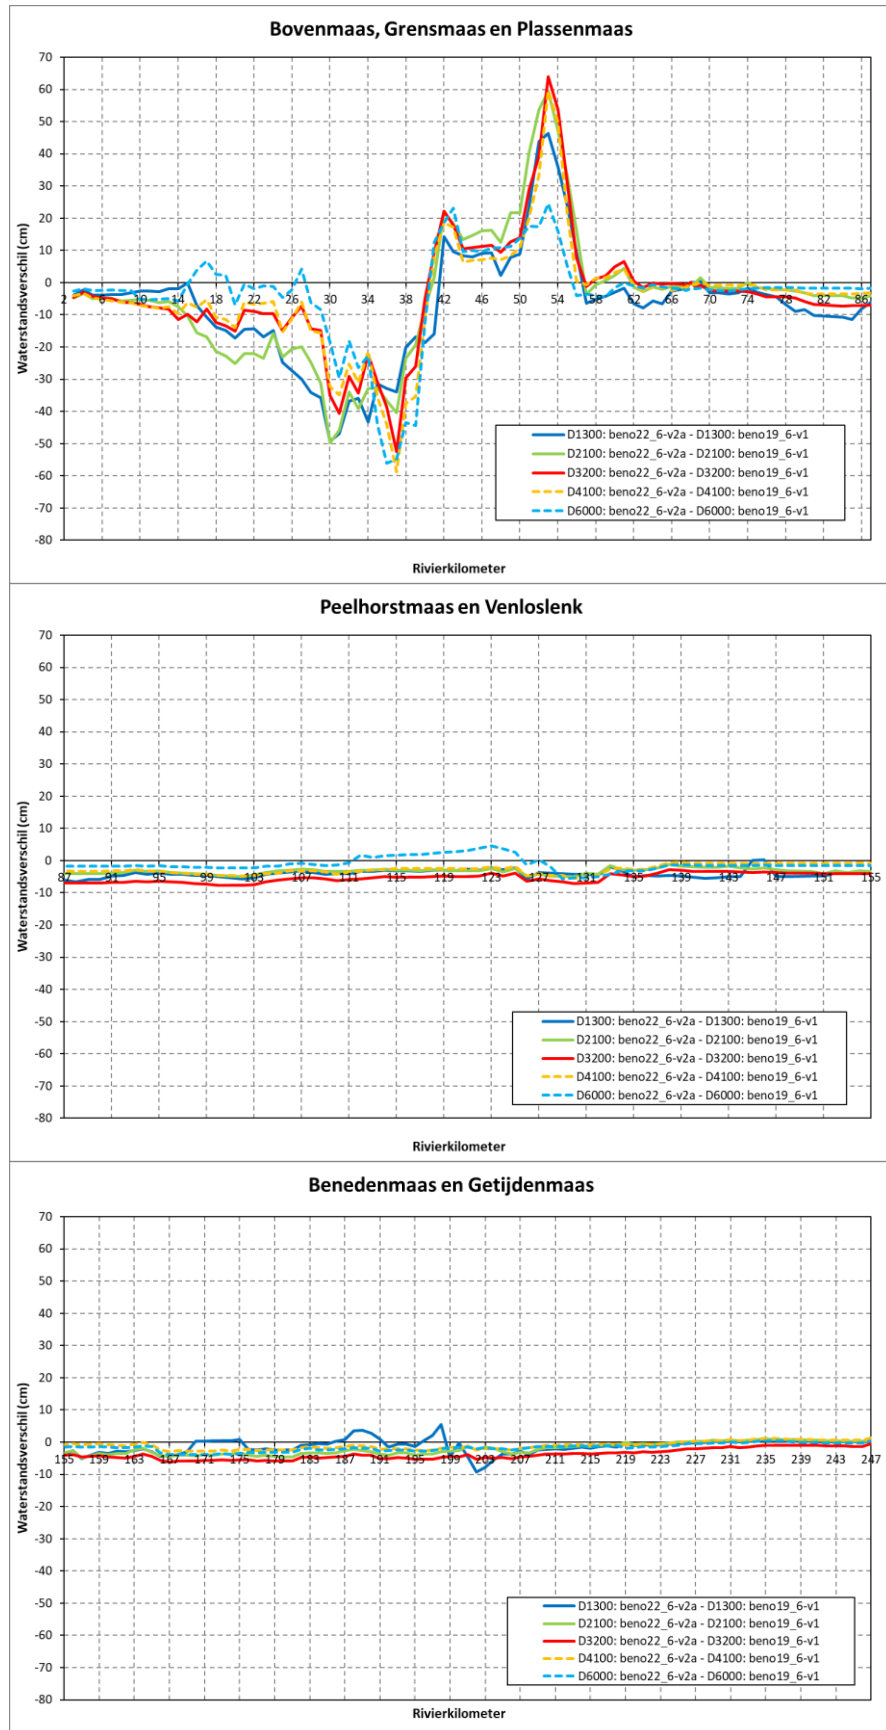 Bovenmaas, Grensmaas en Plassenmaas
70
60
50
40
30
20
10
0
-10
-20
-30
-40
-50
-60
-70
-80
Waterstandsverschil (cm)
2 6 10 14 18 22 26 30 34 38 42 46 50 54 58 62 66 70 74 78 82 86
D1300: beno22_6-v2a - D1300: beno19_6-v1
D2100: beno22_6-v2a - D2100: beno19_6-v1
D3200: beno22_6-v2a - D3200: beno19_6-v1
D4100: beno22_6-v2a - D4100: beno19_6-v1
D6000: beno22_6-v2a - D6000: beno19_6-v1
Rivierkilometer
Peelhorstmaas en Venloslenk
70
60
50
40
30
20
10
0
-10
-20
-30
-40
-50
-60
-70
-80
Waterstandsverschil (cm)
87 91 95 99 103 107 111 115 119 123 127 131 135 139 143 147 151 155
D1300: beno22_6-v2a - D1300: beno19_6-v1
D2100: beno22_6-v2a - D2100: beno19_6-v1
D3200: beno22_6-v2a - D3200: beno19_6-v1
D4100: beno22_6-v2a - D4100: beno19_6-v1
D6000: beno22_6-v2a - D6000: beno19_6-v1
Rivierkilometer
Benedenmaas en Getijdenmaas
70
60
50
40
30
20
10
0
-10
-20
-30
-40
-50
-60
-70
-80
Waterstandsverschil (cm)
155 159 163 167 171 175 179 183 187 191 195 199 203 207 211 215 219 223 227 231 235 239 243 247
D1300: beno22_6-v2a - D1300: beno19_6-v1
D2100: beno22_6-v2a - D2100: beno19_6-v1
D3200: beno22_6-v2a - D3200: beno19_6-v1
D4100: beno22_6-v2a - D4100: beno19_6-v1
D6000: beno22_6-v2a - D6000: beno19_6-v1
Rivierkilometer